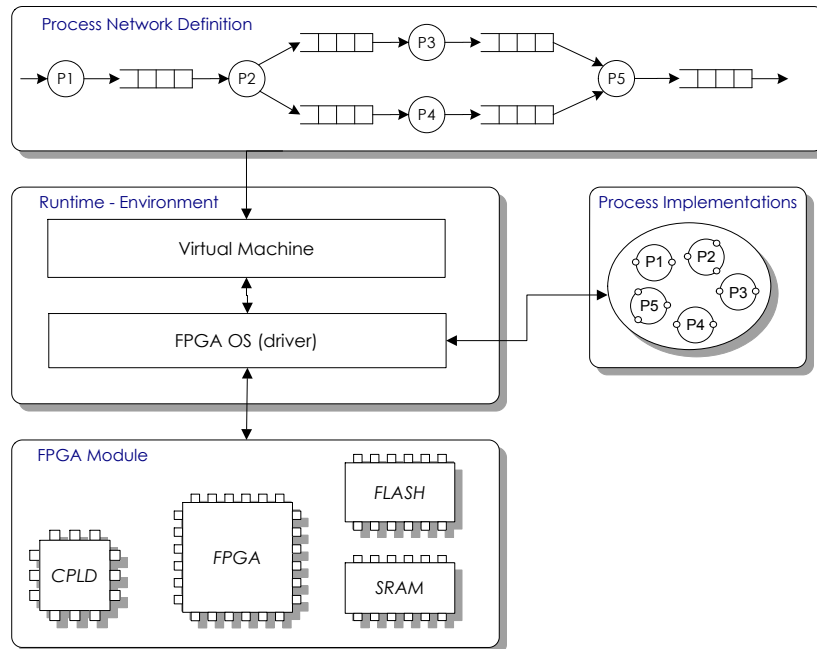 Process Network Definition
P1
P2
P3
P4
P5
Runtime - Environment
Virtual Machine
FPGA OS (driver)
Process Implementations
P1
P2
P3
P5
P4
FPGA Module
CPLD
FPGA
FLASH
SRAM